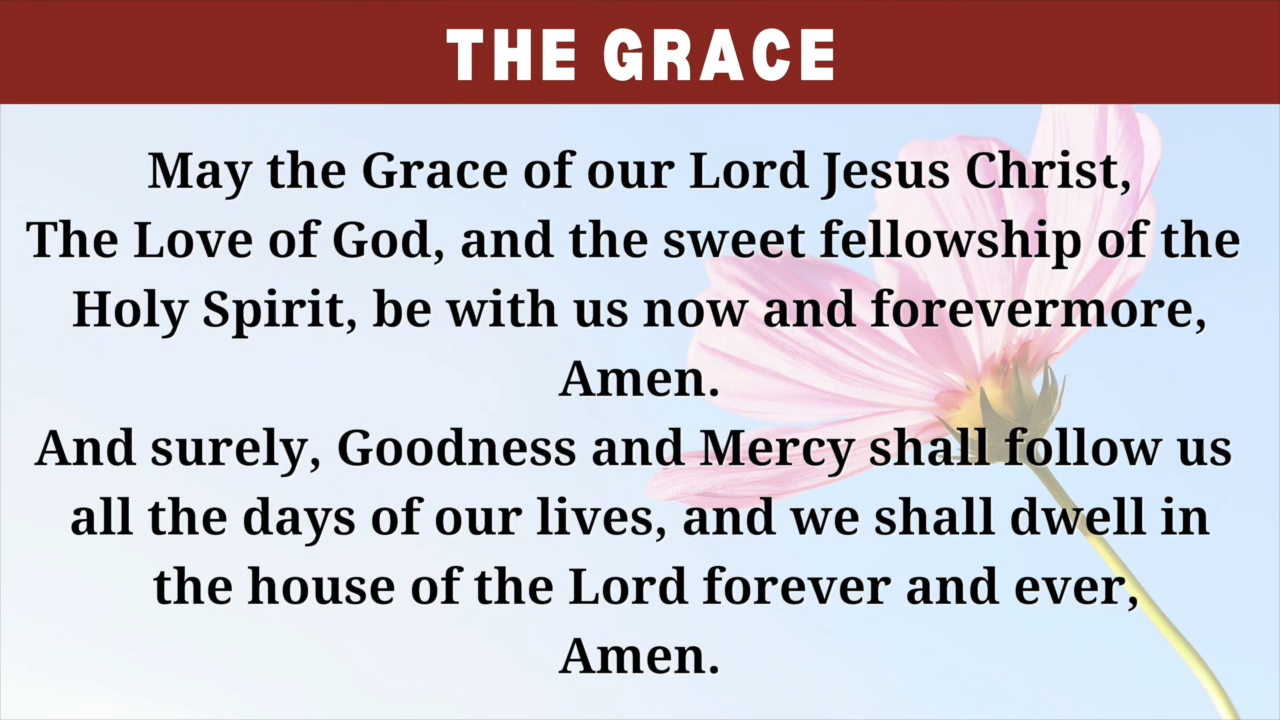 THE GRACE
May the Grace of our Lord Jesus Christ,
The Love of God, and the sweet fellowship of the
Holy Spirit, be with us now and forevermore,
Amen.
And surely, Goodness and Mercy shall follow us
all the days of our lives, and we shall dwell in
the house of the Lord forever and ever,
Amen.